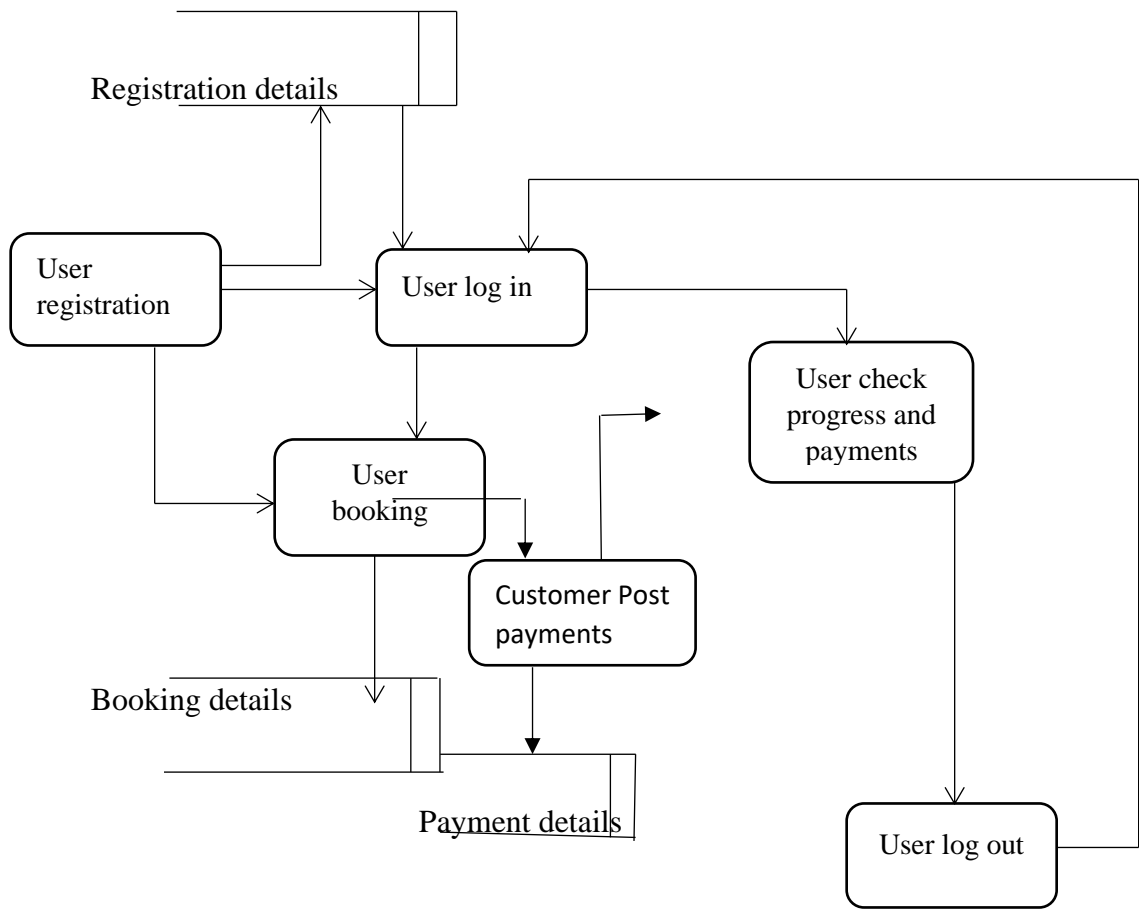 Registration details
User
registration
User log in
User check
progress and
payments
User
booking
Customer Post
payments
Booking details
Payment details
User log out